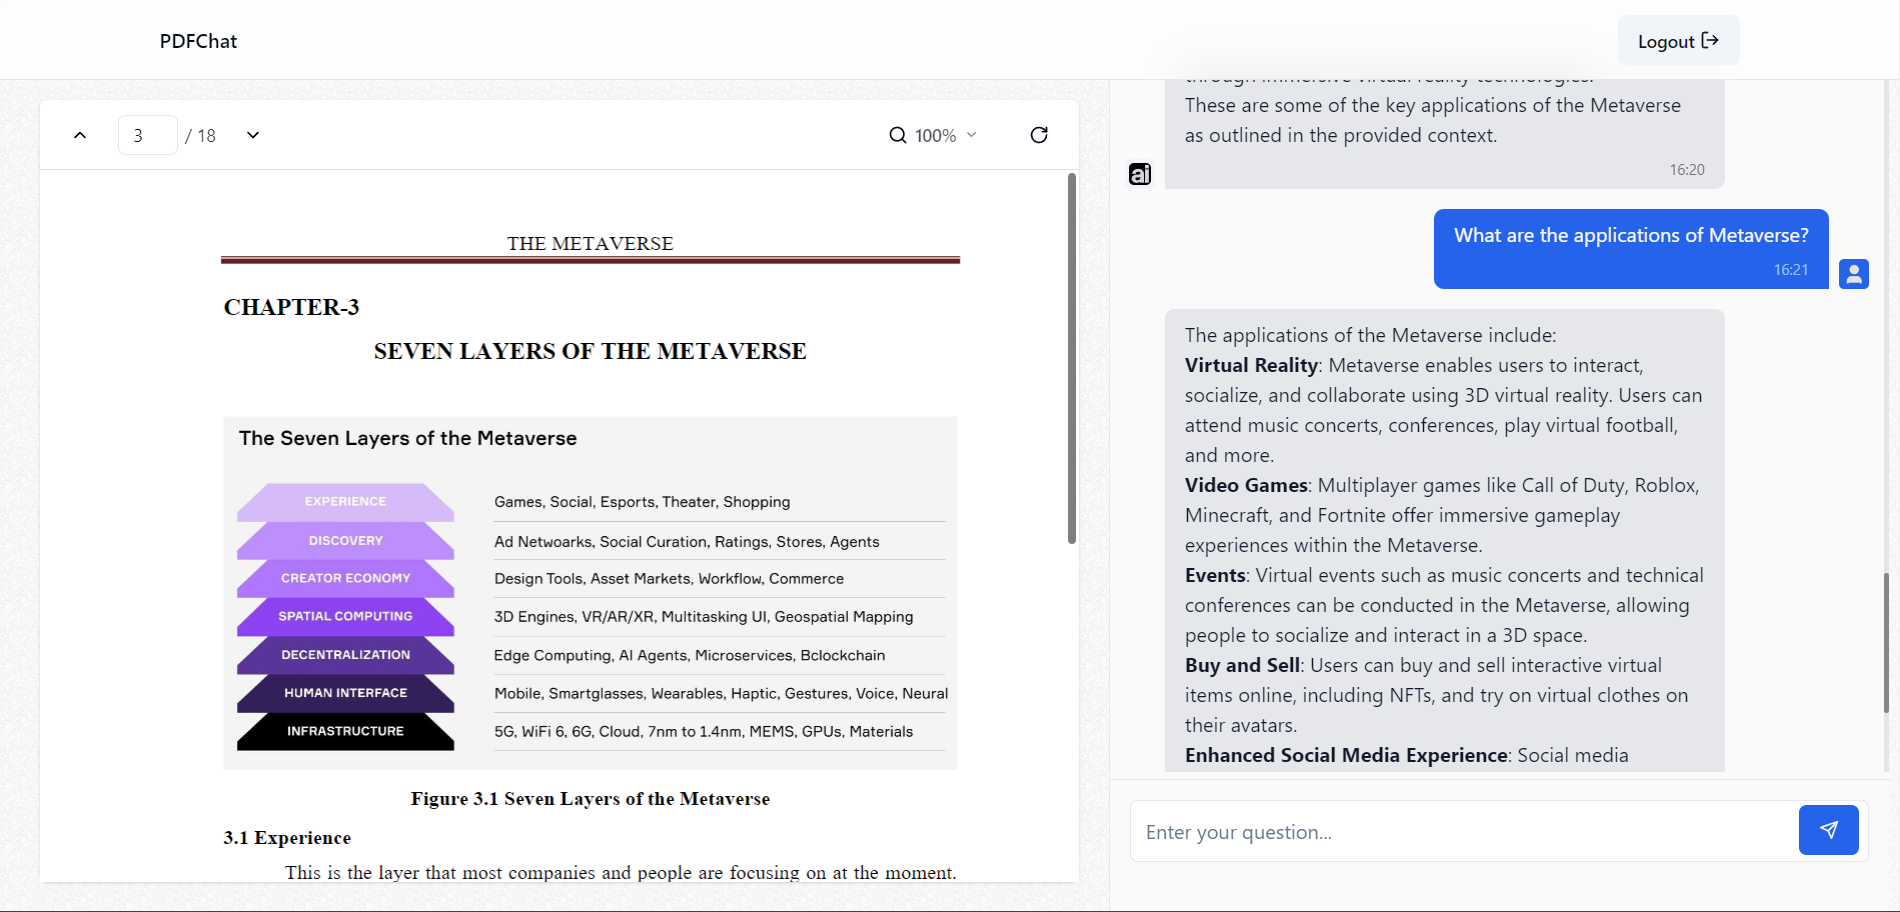 PDFChat
Logout
3 / 18
100%
THE METAVERSE
CHAPTER-3
SEVEN LAYERS OF THE METAVERSE
The Seven Layers of the Metaverse
EXPERIENCE Games, Social, Esports, Theater, Shopping
DISCOVERY Ad Netwoarks, Social Curation, Ratings, Stores, Agents
CREATOR ECONOMY Design Tools, Asset Markets, Workflow, Commerce
SPATIAL COMPUTING 3D Engines, VR/AR/XR, Multitasking UI, Geospatial Mapping
DECENTRALIZATION Edge Computing, AI Agents, Microservices, Bclockchain
HUMAN INTERFACE Mobile, Smartglasses, Wearables, Haptic, Gestures, Voice, Neural
INFRASTRUCTURE 5G, WiFi 6, 6G, Cloud, 7nm to 1.4nm, MEMS, GPUs, Materials
Figure 3.1 Seven Layers of the Metaverse
3.1 Experience
This is the layer that most companies and people are focusing on at the moment.
through immersive virtual reality technologies.
These are some of the key applications of the Metaverse
as outlined in the provided context.
16:20
ai
What are the applications of Metaverse?
16:21
The applications of the Metaverse include:
Virtual Reality: Metaverse enables users to interact,
socialize, and collaborate using 3D virtual reality. Users can
attend music concerts, conferences, play virtual football,
and more.
Video Games: Multiplayer games like Call of Duty, Roblox,
Minecraft, and Fortnite offer immersive gameplay
experiences within the Metaverse.
Events: Virtual events such as music concerts and technical
conferences can be conducted in the Metaverse, allowing
people to socialize and interact in a 3D space.
Buy and Sell: Users can buy and sell interactive virtual
items online, including NFTs, and try on virtual clothes on
their avatars.
Enhanced Social Media Experience: Social media
Enter your question...